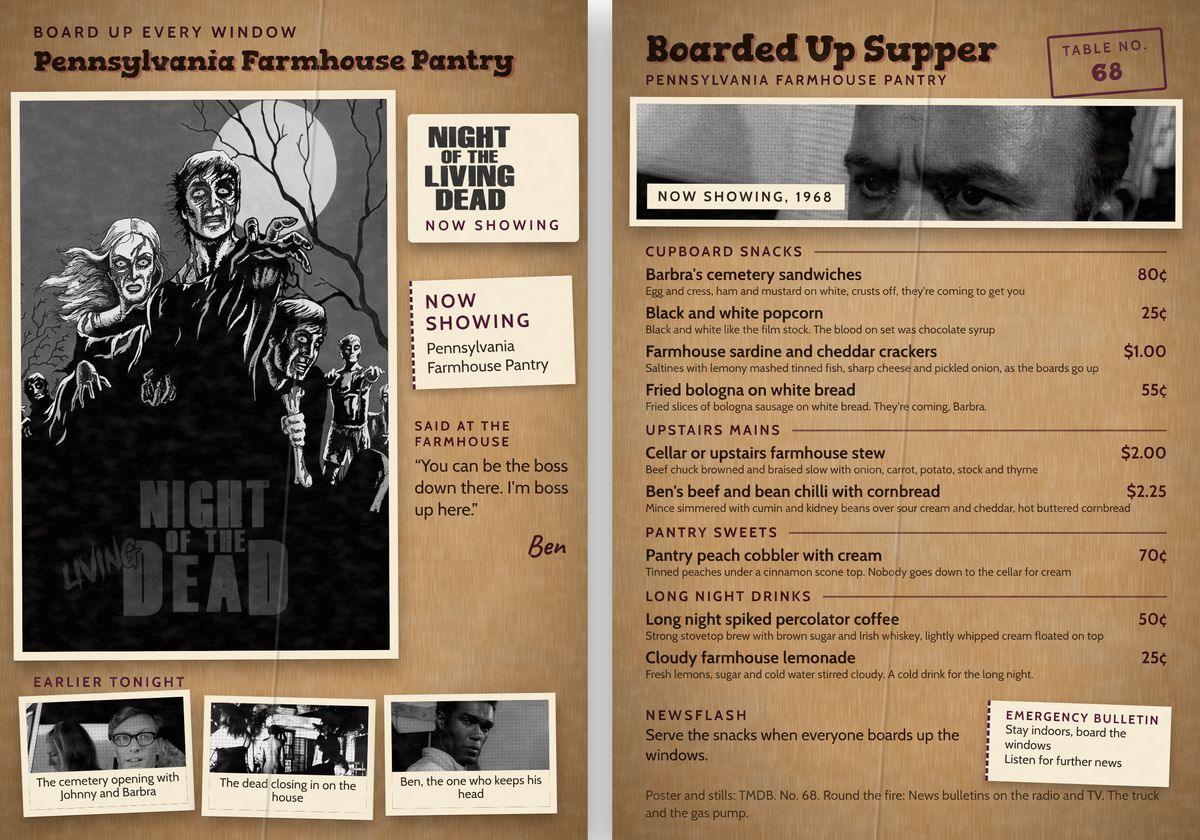 BOARD UP EVERY WINDOW
Pennsylvania Farmhouse Pantry
NIGHT
OF THE
LIVING
DEAD
NOW SHOWING
NOW
SHOWING
Pennsylvania
Farmhouse Pantry
SAID AT THE
FARMHOUSE
“You can be the boss
down there. I'm boss
up here.”
Ben
NIGHT
OF THE
LIVING
DEAD
EARLIER TONIGHT
The cemetery opening with
Johnny and Barbra
The dead closing in on the
house
Ben, the one who keeps his
head
Boarded Up Supper
PENNSYLVANIA FARMHOUSE PANTRY
TABLE NO.
68
NOW SHOWING, 1968
CUPBOARD SNACKS
Barbra's cemetery sandwiches 80¢
Egg and cress, ham and mustard on white, crusts off, they're coming to get you
Black and white popcorn 25¢
Black and white like the film stock. The blood on set was chocolate syrup
Farmhouse sardine and cheddar crackers $1.00
Saltines with lemony mashed tinned fish, sharp cheese and pickled onion, as the boards go up
Fried bologna on white bread 55¢
Fried slices of bologna sausage on white bread. They're coming, Barbra.
UPSTAIRS MAINS
Cellar or upstairs farmhouse stew $2.00
Beef chuck browned and braised slow with onion, carrot, potato, stock and thyme
Ben's beef and bean chilli with cornbread $2.25
Mince simmered with cumin and kidney beans over sour cream and cheddar, hot buttered cornbread
PANTRY SWEETS
Pantry peach cobbler with cream 70¢
Tinned peaches under a cinnamon scone top. Nobody goes down to the cellar for cream
LONG NIGHT DRINKS
Long night spiked percolator coffee 50¢
Strong stovetop brew with brown sugar and Irish whiskey, lightly whipped cream floated on top
Cloudy farmhouse lemonade 25¢
Fresh lemons, sugar and cold water stirred cloudy. A cold drink for the long night.
NEWSFLASH
Serve the snacks when everyone boards up the
windows.
EMERGENCY BULLETIN
Stay indoors, board the
windows
Listen for further news
Poster and stills: TMDB. No. 68. Round the fire: News bulletins on the radio and TV. The truck
and the gas pump.